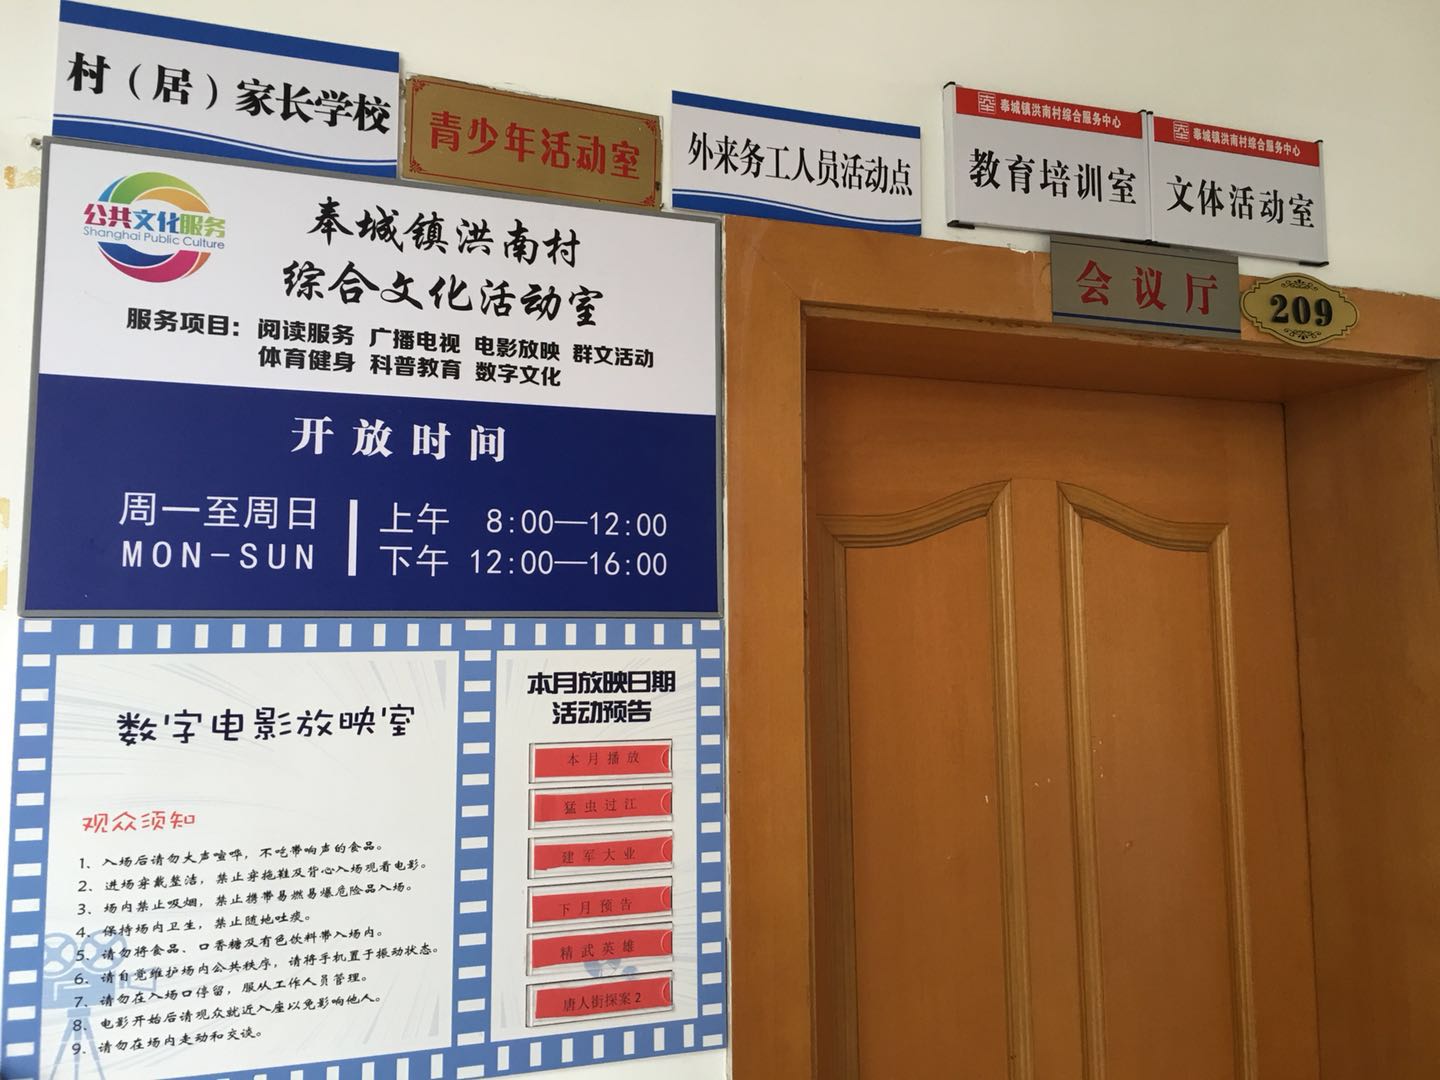 村（居）家长学校
青少年活动室
外来务工人员活动点
奉城镇洪南村综合服务中心
教育培训室
奉城镇洪南村综合服务中心
文体活动室
会议厅
209
公共文化服务
Shanghai Public Culture
奉城镇洪南村
综合文化活动室
服务项目：阅读服务 广播电视 电影放映 群文活动
体育健身 科普教育 数字文化
开放时间
周一至周日
MON-SUN
上午 8:00—12:00
下午 12:00—16:00
数字电影放映室
观众须知
1、入场后请勿大声喧哗，不吃带响声的食品。
2、进场穿戴整洁，禁止穿拖鞋及背心入场观看电影。
3、场内禁止吸烟，禁止携带易燃易爆危险品入场。
4、保持场内卫生，禁止随地吐痰。
5、请勿将食品、口香糖及有色饮料带入场内。
6、请自觉维护场内公共秩序，请将手机置于振动状态。
7、请勿在入场口停留，服从工作人员管理。
8、电影开始后请观众就近入座以免影响他人。
9、请勿在场内走动和交谈。
本月放映日期
活动预告
本月播放
猛虫过江
建军大业
下月预告
精武英雄
唐人街探案2